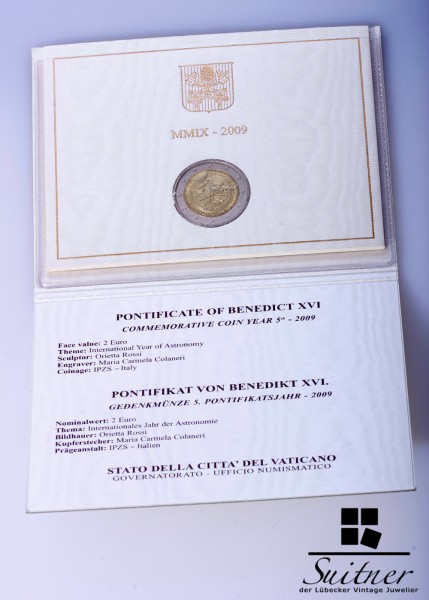 MMIX - 2009
PONTIFICATE OF BENEDICT XVI
COMMEMORATIVE COIN YEAR 5th - 2009
Face value: 2 Euro
Theme: International Year of Astronomy
Sculptor: Orietta Rossi
Engraver: Maria Carmela Colaneri
Coinage: IPZS – Italy
PONTIFIKAT VON BENEDIKT XVI.
GEDENKMÜNZE 5. PONTIFIKATSJAHR - 2009
Nominalwert: 2 Euro
Thema: Internationales Jahr der Astronomie
Bildhauer: Orietta Rossi
Kupferstecher: Maria Carmela Colaneri
Prägeanstalt: IPZS – Italien
STATO DELLA CITTA' DEL VATICANO
GOVERNATORATO - UFFICIO NUMISMATICO
Suitner
der Lübecker Vintage Juwelier